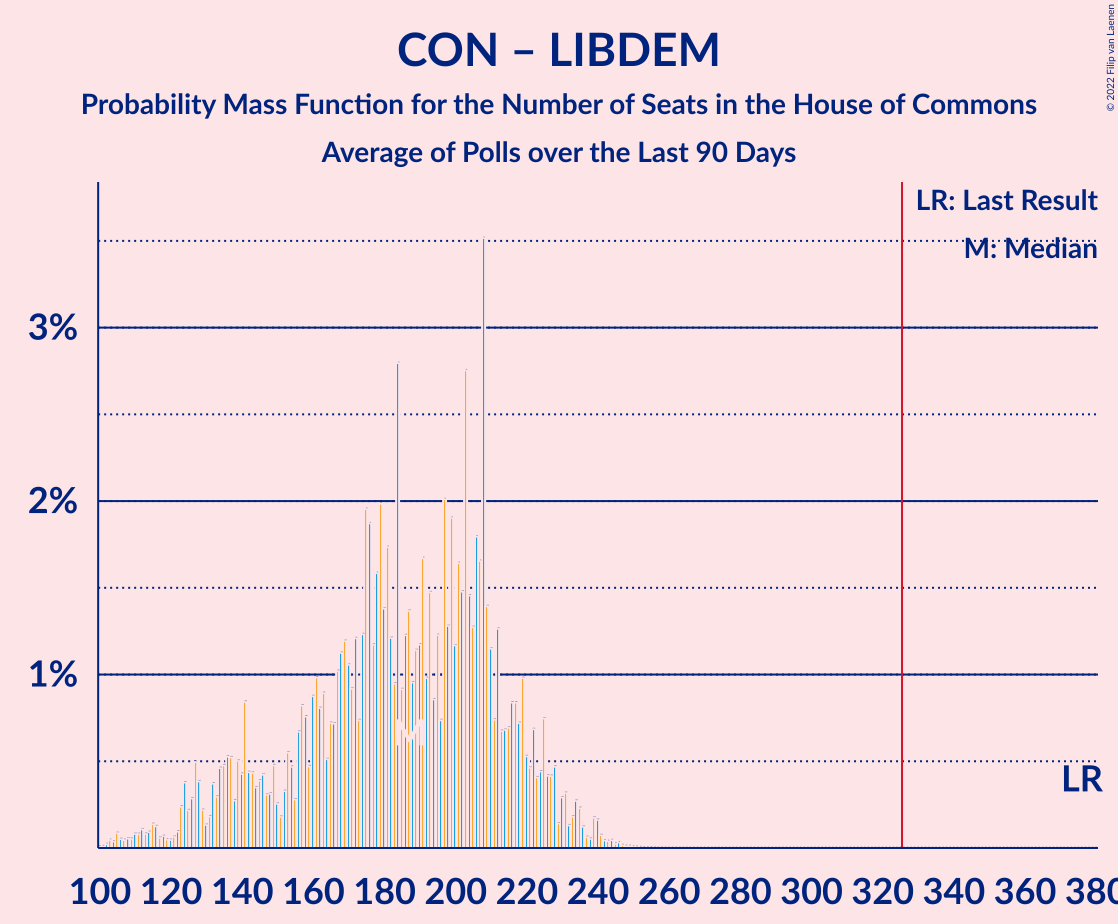 CON – LIBDEM
Probability Mass Function for the Number of Seats in the House of Commons
Average of Polls over the Last 90 Days
© 2022 Filip van Laenen
LR: Last Result
M: Median
3%
2%
1%
M
LR
100 120 140 160 180 200 220 240 260 280 300 320 340 360 380